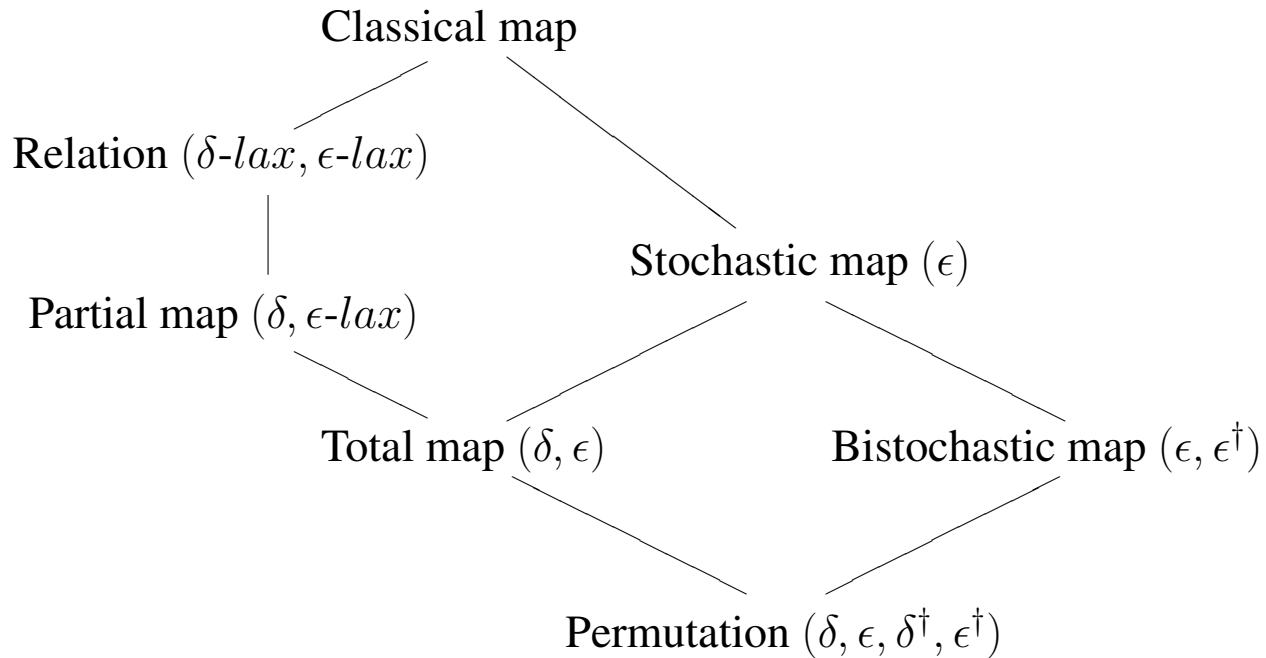 Classical map
Relation (δ-lax, ϵ-lax)
Stochastic map (ϵ)
Partial map (δ, ϵ-lax)
Total map (δ, ϵ)
Bistochastic map (ϵ, ϵ†)
Permutation (δ, ϵ, δ†, ϵ†)